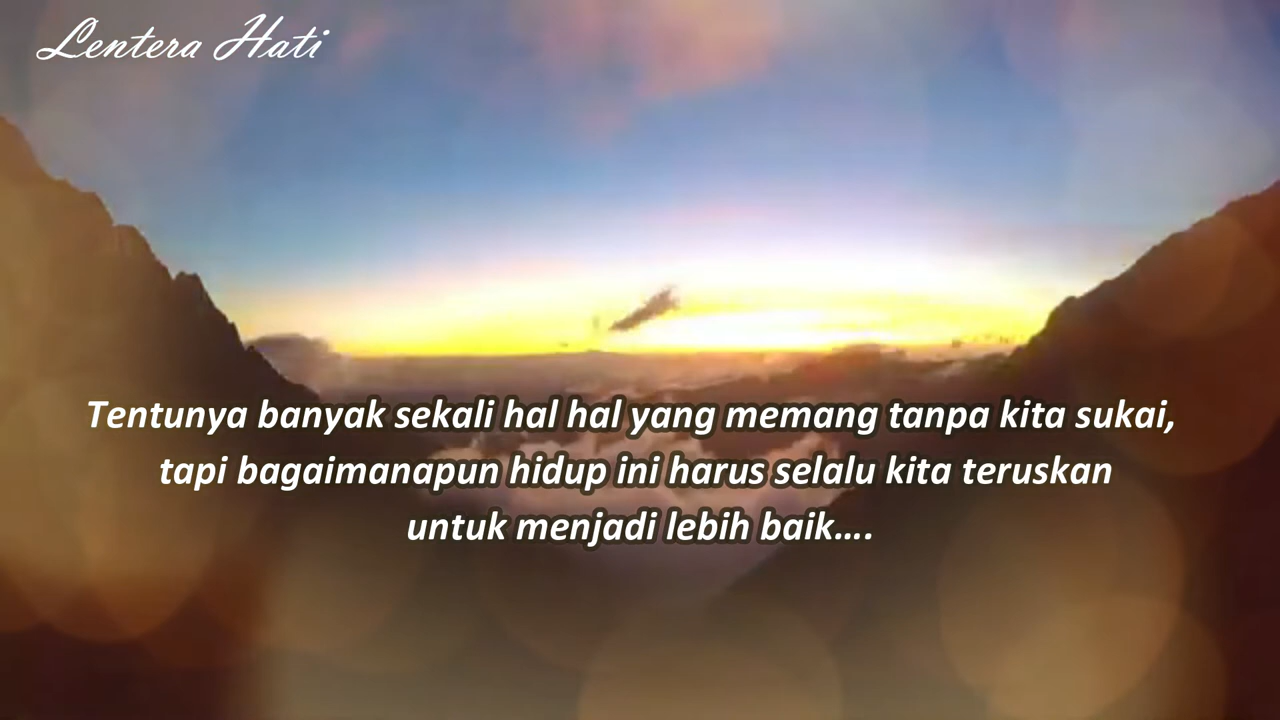 Lentera Hati
Tentunya banyak sekali hal hal yang memang tanpa kita sukai,
tapi bagaimanapun hidup ini harus selalu kita teruskan
untuk menjadi lebih baik....